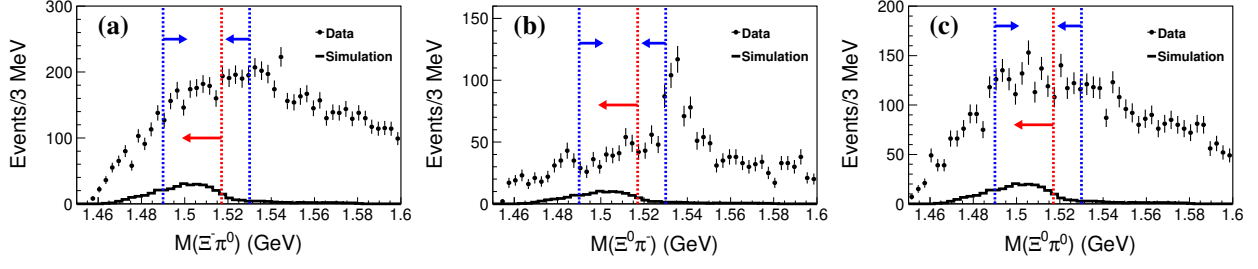 (a)
Data
Simulation
Events/3 MeV
300
200
100
0
1.46
1.48
1.5
1.52
1.54
1.56
1.58
1.6
M(Ξ⁻π⁰) (GeV)
(b)
Data
Simulation
Events/3 MeV
150
100
50
0
1.46
1.48
1.5
1.52
1.54
1.56
1.58
1.6
M(Ξ⁰π⁻) (GeV)
(c)
Data
Simulation
Events/3 MeV
200
150
100
50
0
1.46
1.48
1.5
1.52
1.54
1.56
1.58
1.6
M(Ξ⁰π⁰) (GeV)